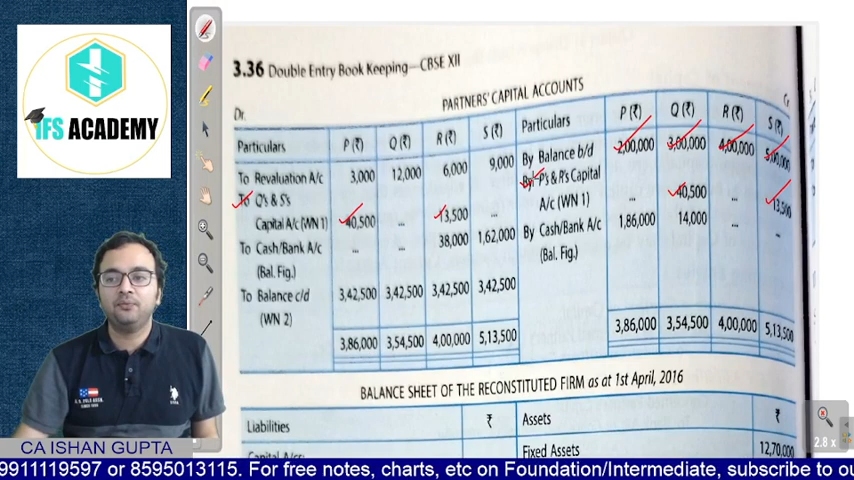 IFS ACADEMY
3.36 Double Entry Book Keeping—CBSE XII
PARTNERS' CAPITAL ACCOUNTS
Dr. Cr
Particulars P (₹) Q (₹) R (₹) S (₹) Particulars P (₹) Q (₹) R (₹) S (₹)
To Revaluation A/c 3,000 12,000 6,000 9,000 By Balance b/d 2,00,000 3,00,000 4,00,000 5,00,000
To Q's & S's By P's & R's Capital
Capital A/c (WN 1) 40,500 ... 13,500 ... A/c (WN 1) ... 40,500 ... 13,500
To Cash/Bank A/c ... ... 38,000 1,62,000 By Cash/Bank A/c 1,86,000 14,000 ... ...
(Bal. Fig.) (Bal. Fig.)
To Balance c/d 3,42,500 3,42,500 3,42,500 3,42,500
(WN 2)
3,86,000 3,54,500 4,00,000 5,13,500 3,86,000 3,54,500 4,00,000 5,13,500
BALANCE SHEET OF THE RECONSTITUTED FIRM as at 1st April, 2016
Liabilities ₹ Assets ₹
Fixed Assets 12,70,000
2.8 x
CA ISHAN GUPTA
9911119597 or 8595013115. For free notes, charts, etc on Foundation/Intermediate, subscribe to ou